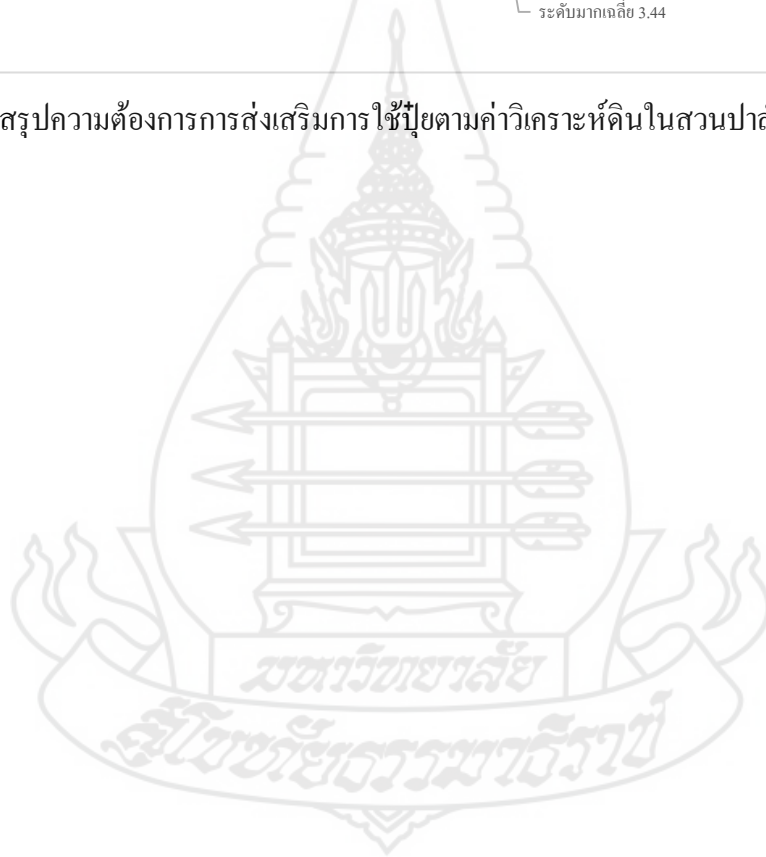 ระดับมากเฉลี่ย 3.44
สรุปความต้องการการส่งเสริมการใช้ปุ๋ยตามค่าวิเคราะห์ดินในสวน
มหาวิทยาลัย
สุโขทัยธรรมาธิราช